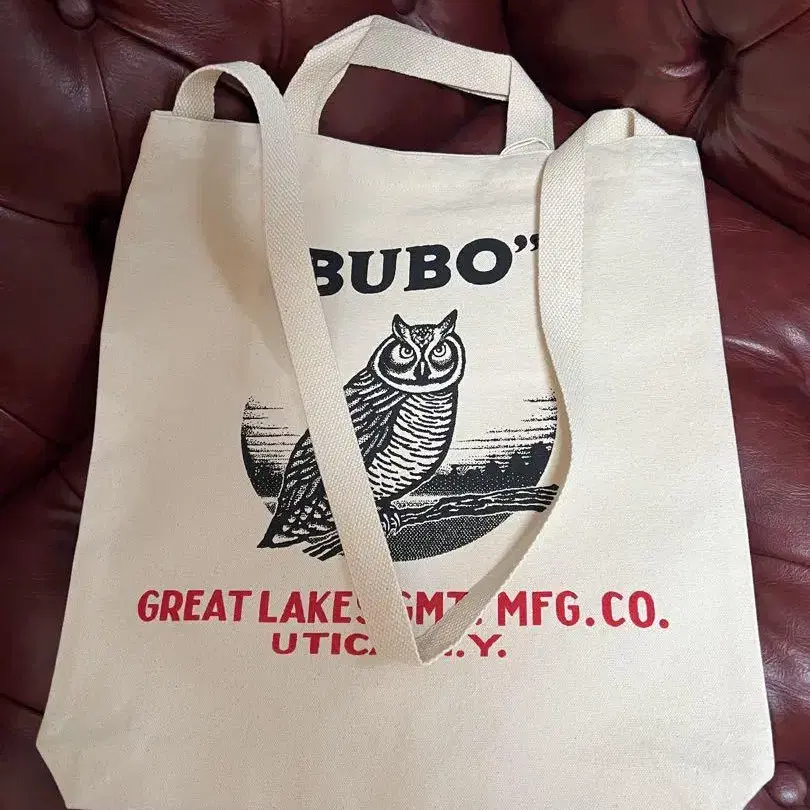 BUBO”
GREAT LAKES GMT. MFG. CO.
UTICA N.Y.